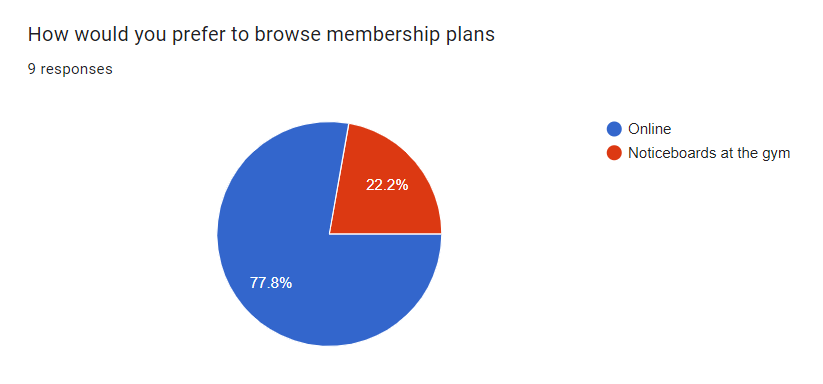 How would you prefer to browse membership plans
9 responses
Online
Noticeboards at the gym
22.2%
77.8%